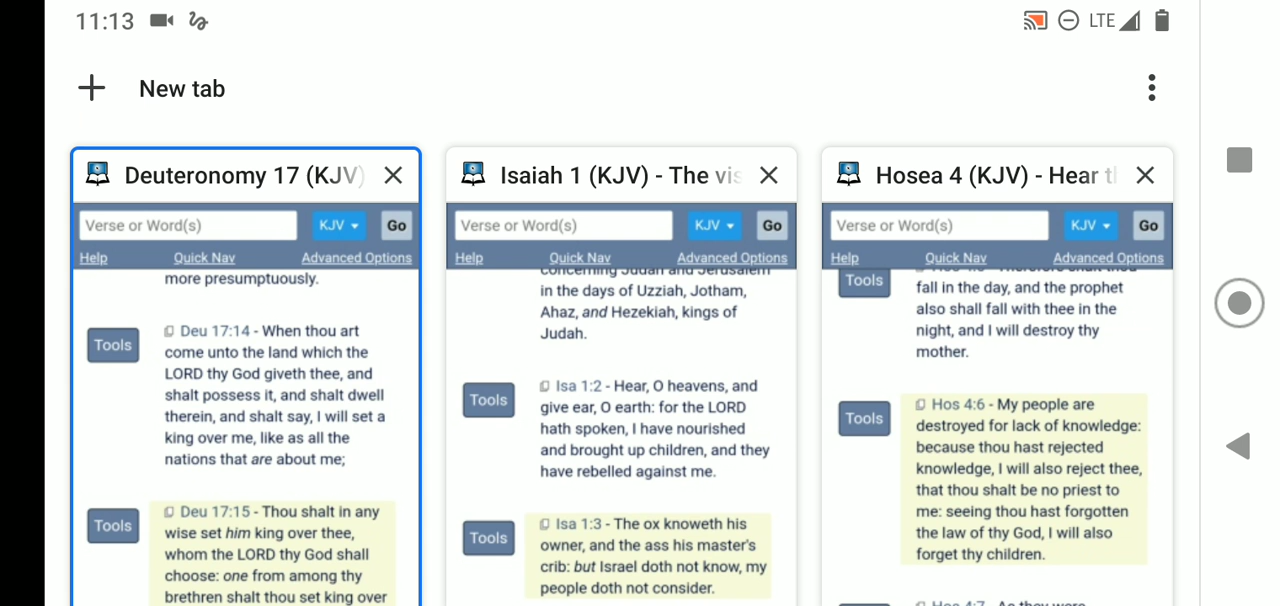 11:13
LTE
New tab
Deuteronomy 17 (KJV)
Verse or Word(s) KJV Go
Help Quick Nav Advanced Options
more presumptuously.
Tools
Deu 17:14 - When thou art
come unto the land which the
LORD thy God giveth thee, and
shalt possess it, and shalt dwell
therein, and shalt say, I will set a
king over me, like as all the
nations that are about me;
Tools
Deu 17:15 - Thou shalt in any
wise set him king over thee,
whom the LORD thy God shall
choose: one from among thy
brethren shalt thou set king over
Isaiah 1 (KJV) - The vis
Verse or Word(s) KJV Go
Help Quick Nav Advanced Options
concerning Judah and Jerusalem
in the days of Uzziah, Jotham,
Ahaz, and Hezekiah, kings of
Judah.
Tools
Isa 1:2 - Hear, O heavens, and
give ear, O earth: for the LORD
hath spoken, I have nourished
and brought up children, and they
have rebelled against me.
Tools
Isa 1:3 - The ox knoweth his
owner, and the ass his master's
crib: but Israel doth not know, my
people doth not consider.
Hosea 4 (KJV) - Hear t
Verse or Word(s) KJV Go
Help Quick Nav Advanced Options
Tools
Therefore shalt thou
fall in the day, and the prophet
also shall fall with thee in the
night, and I will destroy thy
mother.
Tools
Hos 4:6 - My people are
destroyed for lack of knowledge:
because thou hast rejected
knowledge, I will also reject thee,
that thou shalt be no priest to
me: seeing thou hast forgotten
the law of thy God, I will also
forget thy children.
Hos 4:7 - As they were